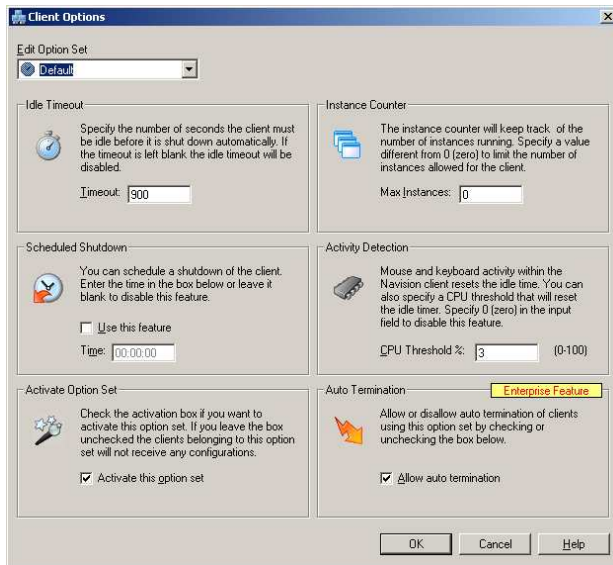 Client Options
Edit Option Set
Default
Idle Timeout
Specify the number of seconds the client must
be idle before it is shut down automatically. If
the timeout is left blank the idle timeout will be
disabled.
Timeout: 900
Instance Counter
The instance counter will keep track of the
number of instances running. Specify a value
different from 0 (zero) to limit the number of
instances allowed for the client.
Max Instances: 0
Scheduled Shutdown
You can schedule a shutdown of the client.
Enter the time in the box below or leave it
blank to disable this feature.
Use this feature
Time: 00:00:00
Activity Detection
Mouse and keyboard activity within the
Navision client resets the idle time. You can
also specify a CPU threshold that will reset
the idle timer. Specify 0 (zero) in the input
field to disable this feature.
CPU Threshold %: 3 (0-100)
Activate Option Set
Check the activation box if you want to
activate this option set. If you leave the box
unchecked the clients belonging to this option
set will not receive any configurations.
Activate this option set
Auto Termination
Enterprise Feature
Allow or disallow auto termination of clients
using this option set by checking or
unchecking the box below.
Allow auto termination
OK Cancel Help